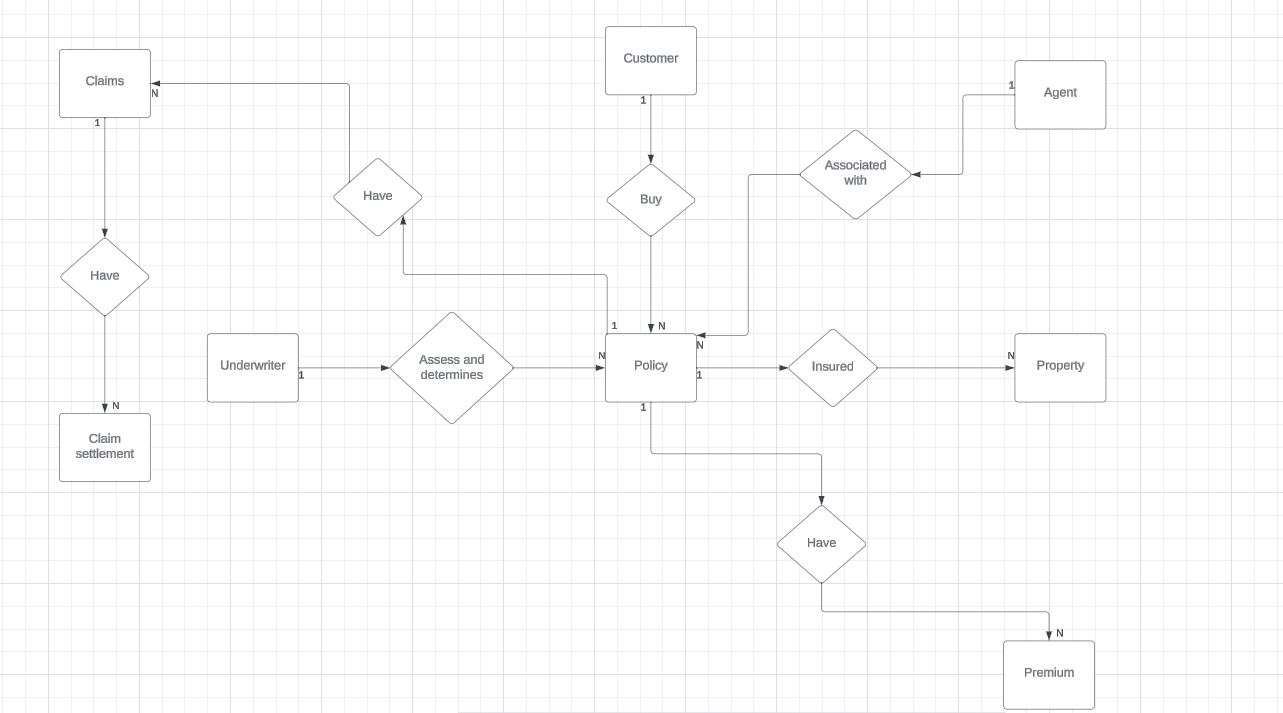 Customer
Claims
N
1
1
1
Agent
Associated
with
Have
Buy
Have
1
N
N
N
1
1
N
Underwriter
Assess and
determines
Policy
Insured
Property
1
N
Claim
settlement
Have
N
Premium